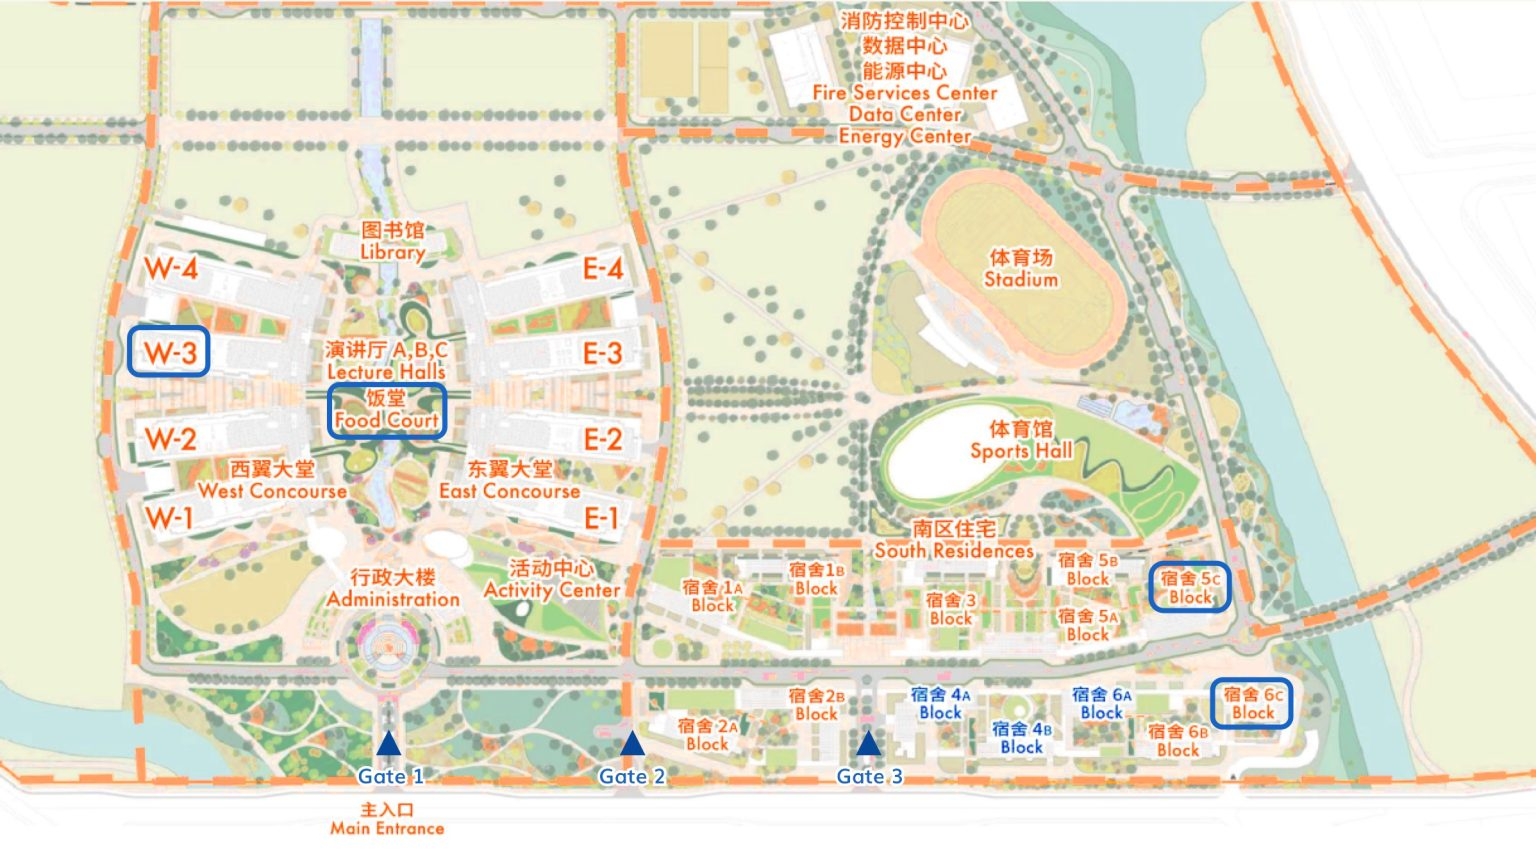 消防控制中心
数据中心
能源中心
Fire Services Center
Data Center
Energy Center
图书馆
Library
W-4
E-4
体育场
Stadium
W-3
演讲厅 A,B,C
Lecture Halls
E-3
饭堂
Food Court
W-2
E-2
体育馆
Sports Hall
西翼大堂
West Concourse
东翼大堂
East Concourse
W-1
E-1
南区住宅
South Residences
行政大楼
Administration
活动中心
Activity Center
宿舍 1A
Block
宿舍1B
Block
宿舍 3
Block
宿舍 5B
Block
宿舍 5A
Block
宿舍 5C
Block
宿舍 2A
Block
宿舍2B
Block
宿舍 4A
Block
宿舍 4B
Block
宿舍 6A
Block
宿舍 6B
Block
宿舍 6C
Block
Gate 1
Gate 2
Gate 3
主入口
Main Entrance